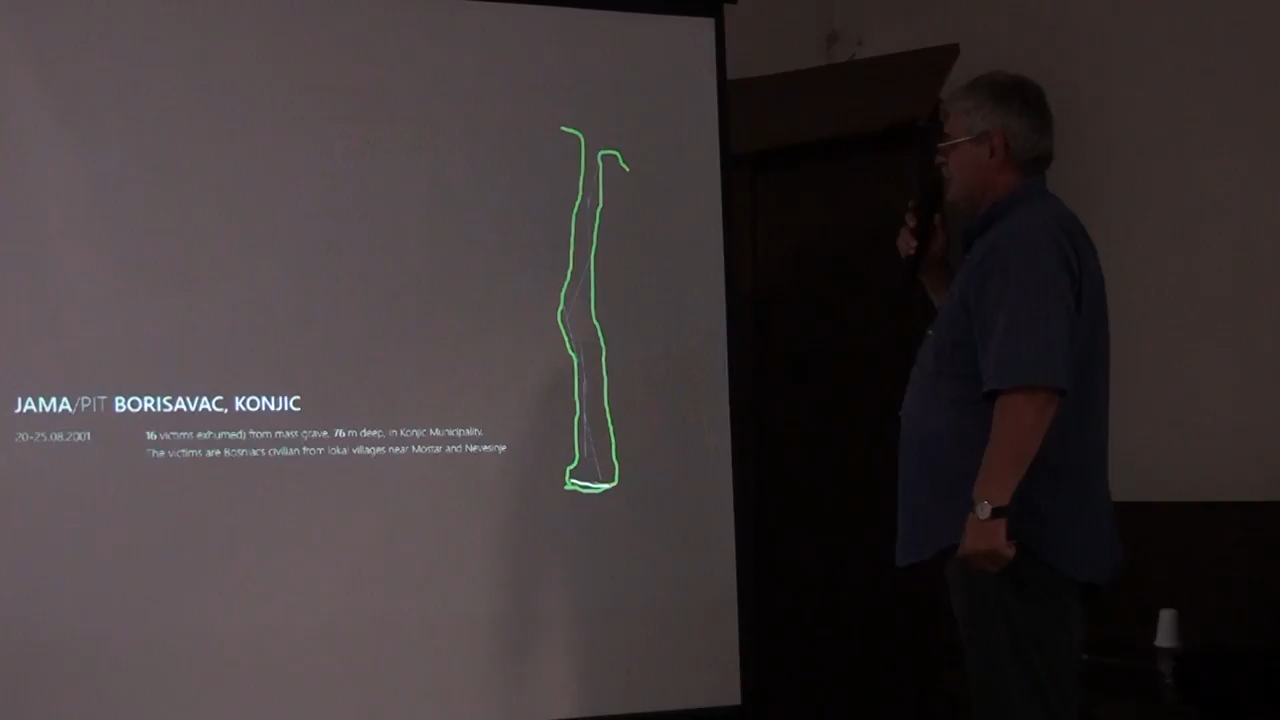 JAMA/PIT BORISAVAC, KONJIC
20-25.08.2001
16 victims exhumed) from mass grave, 76 m deep, in Konjic Municipality.
The victims are Bosniacs civilian from lokal villages near Mostar and Nevesinje